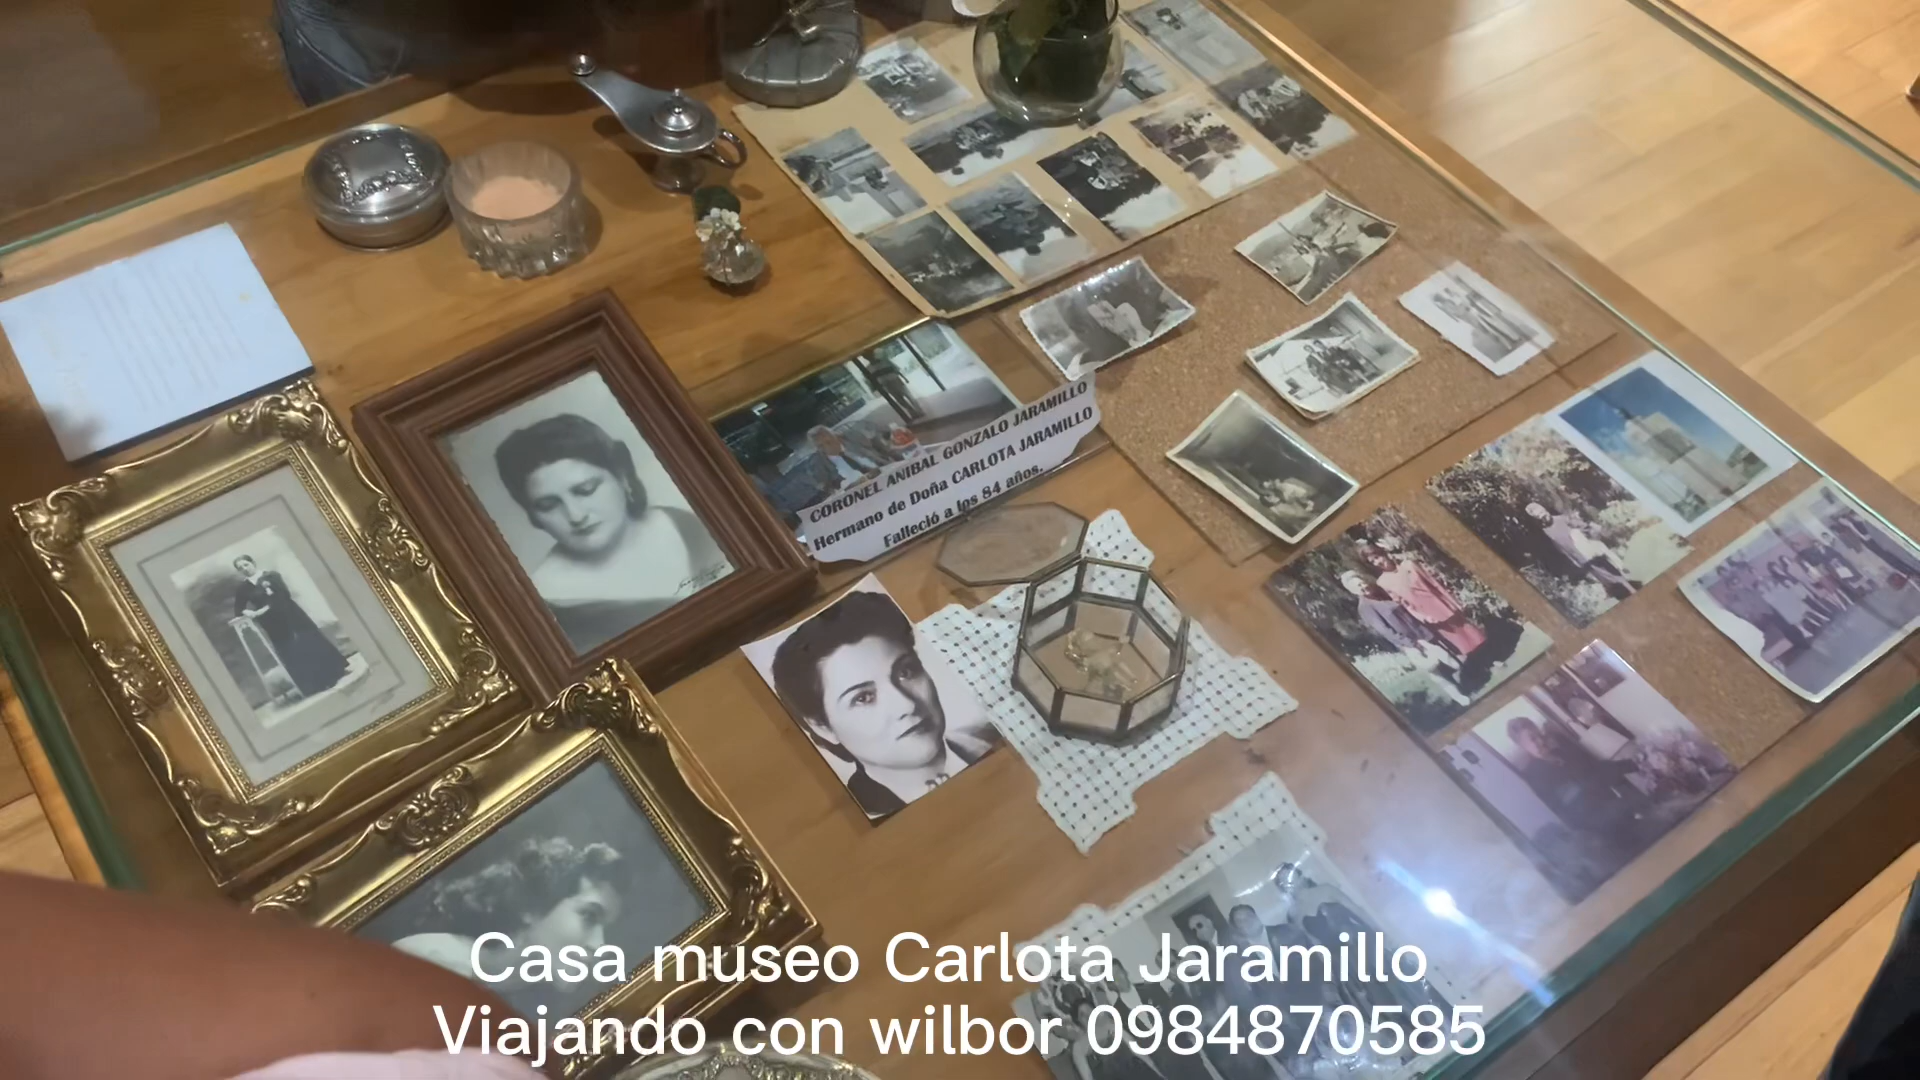 CORONEL ANIBAL GONZALO JARAMILLO
Hermano de Doña CARLOTA JARAMILLO
Falleció a los 84 años.
Casa museo Carlota Jaramillo
Viajando con wilbor 0984870585